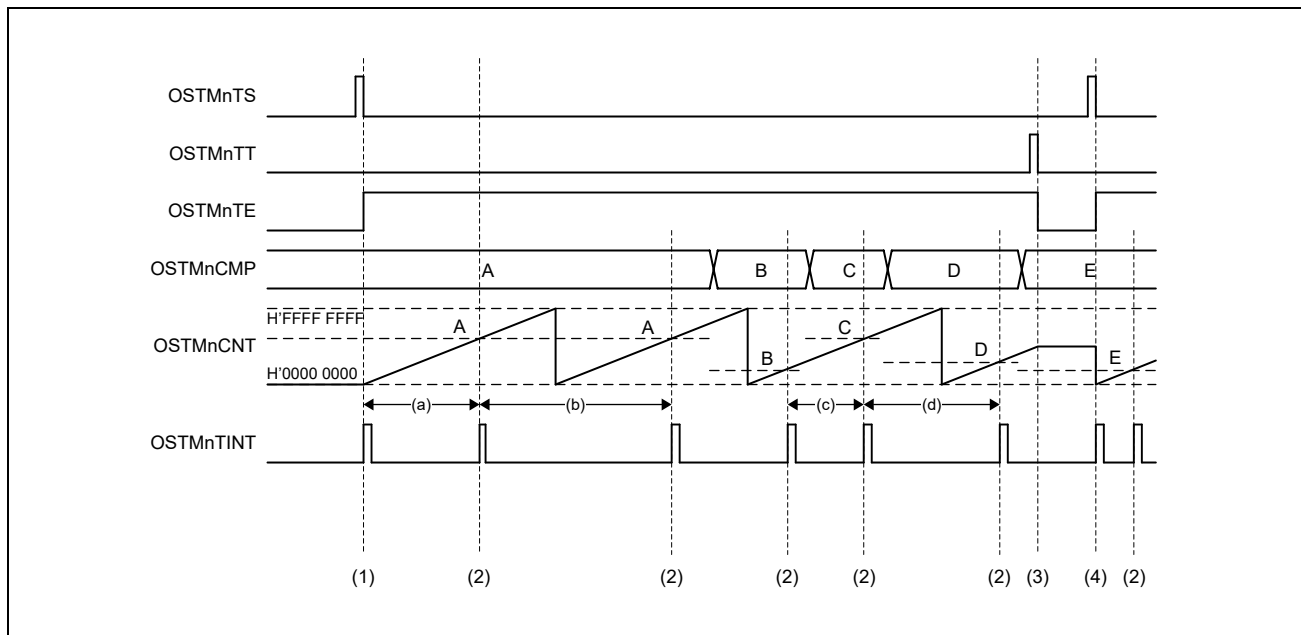 OSTMnTS
OSTMnTT
OSTMnTE
OSTMnCMP A B C D E
H'FFFF FFFF
A A C
OSTMnCNT
D
B E
H'0000 0000
(a) (b) (c) (d)
OSTMnTINT
(1) (2) (2) (2) (2) (2) (3) (4) (2)